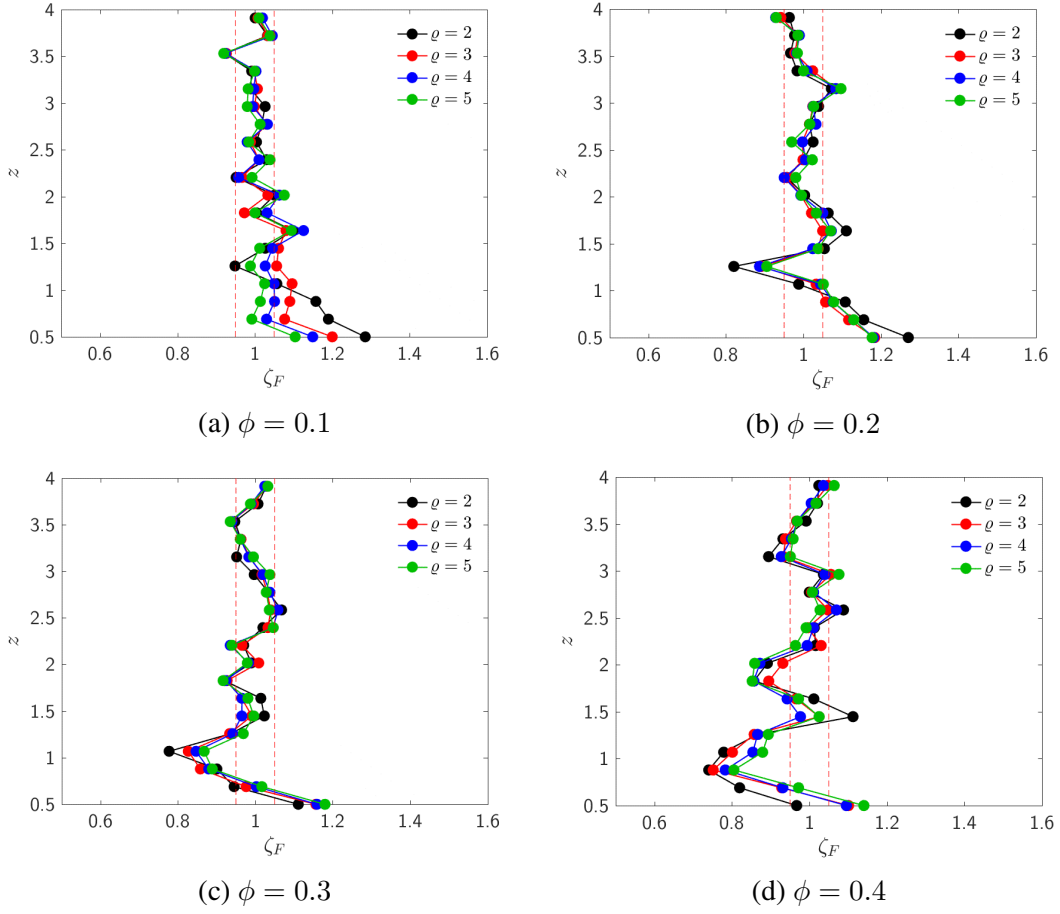 4
3.5
3
2.5
2
1.5
1
0.5
z
0.6 0.8 1 1.2 1.4 1.6
ζ_F
ϱ = 2
ϱ = 3
ϱ = 4
ϱ = 5
(a) ϕ = 0.1
4
3.5
3
2.5
2
1.5
1
0.5
z
0.6 0.8 1 1.2 1.4 1.6
ζ_F
ϱ = 2
ϱ = 3
ϱ = 4
ϱ = 5
(b) ϕ = 0.2
4
3.5
3
2.5
2
1.5
1
0.5
z
0.6 0.8 1 1.2 1.4 1.6
ζ_F
ϱ = 2
ϱ = 3
ϱ = 4
ϱ = 5
(c) ϕ = 0.3
4
3.5
3
2.5
2
1.5
1
0.5
z
0.6 0.8 1 1.2 1.4 1.6
ζ_F
ϱ = 2
ϱ = 3
ϱ = 4
ϱ = 5
(d) ϕ = 0.4